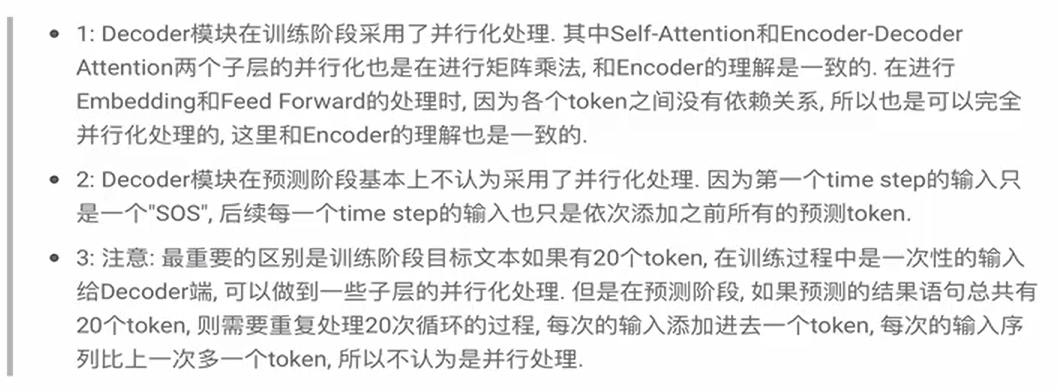 • 1: Decoder模块在训练阶段采用了并行化处理. 其中Self-Attention和Encoder-Decoder
Attention两个子层的并行化也是在进行矩阵乘法, 和Encoder的理解是一致的. 在进行
Embedding和Feed Forward的处理时, 因为各个token之间没有依赖关系, 所以也是可以完全
并行化处理的, 这里和Encoder的理解也是一致的.
• 2: Decoder模块在预测阶段基本上不认为采用了并行化处理. 因为第一个time step的输入只
是一个"SOS", 后续每一个time step的输入也只是依次添加之前所有的预测token.
• 3: 注意: 最重要的区别是训练阶段目标文本如果有20个token, 在训练过程中是一次性的输入
给Decoder端, 可以做到一些子层的并行化处理. 但是在预测阶段, 如果预测的结果语句总共有
20个token, 则需要重复处理20次循环的过程, 每次的输入添加进去一个token, 每次的输入序
列比上一次多一个token, 所以不认为是并行处理.